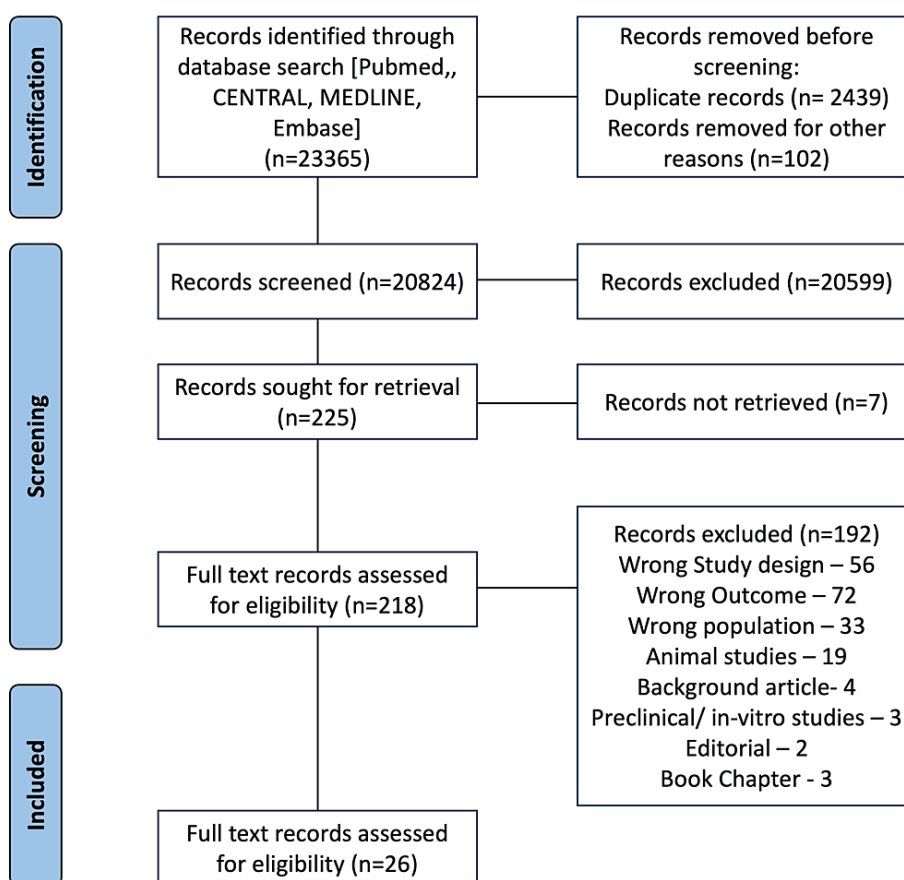 Identification
Records identified through
database search [Pubmed,,
CENTRAL, MEDLINE,
Embase]
(n=23365)
Records removed before
screening:
Duplicate records (n= 2439)
Records removed for other
reasons (n=102)
Screening
Records screened (n=20824)
Records excluded (n=20599)
Records sought for retrieval
(n=225)
Records not retrieved (n=7)
Full text records assessed
for eligibility (n=218)
Records excluded (n=192)
Wrong Study design – 56
Wrong Outcome – 72
Wrong population – 33
Animal studies – 19
Background article- 4
Preclinical/ in-vitro studies – 3
Editorial – 2
Book Chapter - 3
Included
Full text records assessed
for eligibility (n=26)